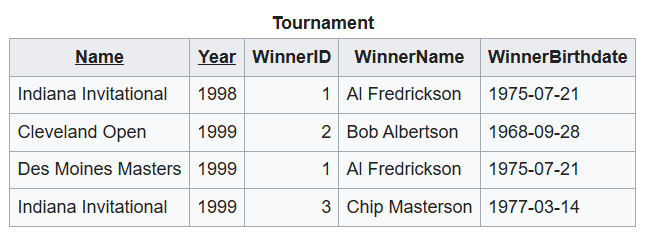 Tournament
Name Year WinnerID WinnerName WinnerBirthdate
Indiana Invitational 1998 1 Al Fredrickson 1975-07-21
Cleveland Open 1999 2 Bob Albertson 1968-09-28
Des Moines Masters 1999 1 Al Fredrickson 1975-07-21
Indiana Invitational 1999 3 Chip Masterson 1977-03-14